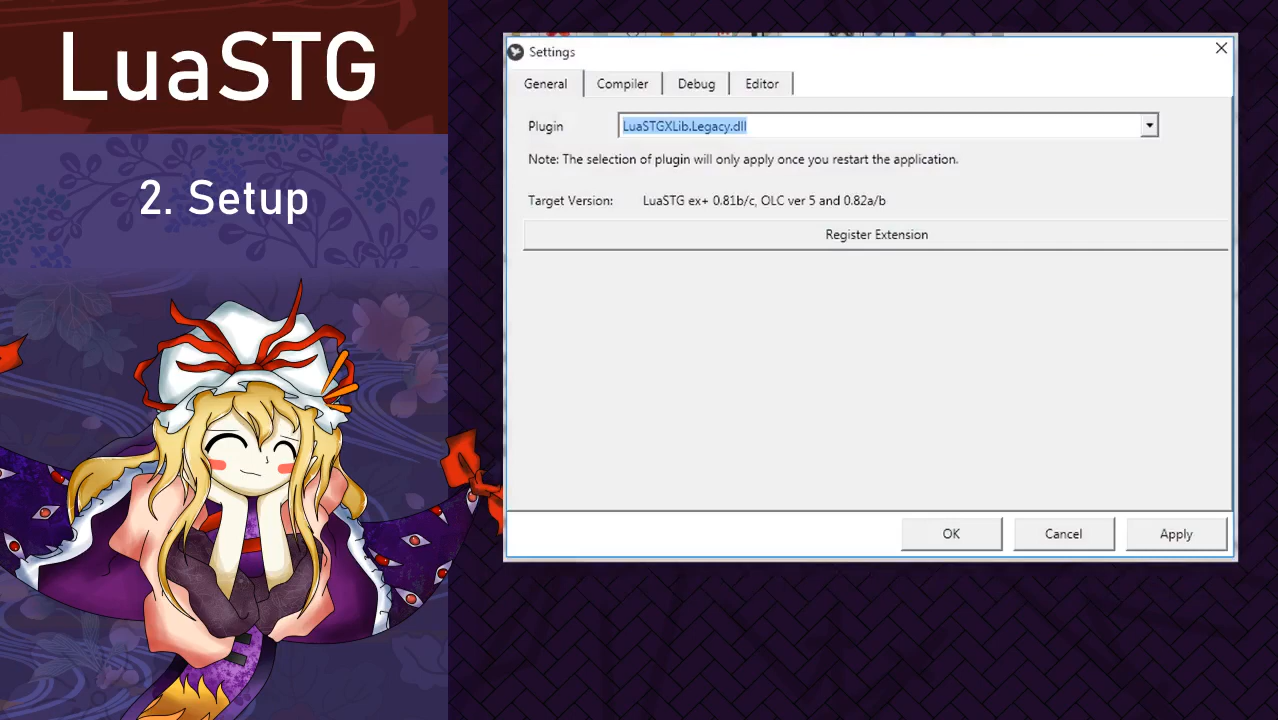 LuaSTG
2. Setup
Settings
General
Compiler
Debug
Editor
Plugin
LuaSTGXLib.Legacy.dll
Note: The selection of plugin will only apply once you restart the application.
Target Version:
LuaSTG ex+ 0.81b/c, OLC ver 5 and 0.82a/b
Register Extension
OK
Cancel
Apply